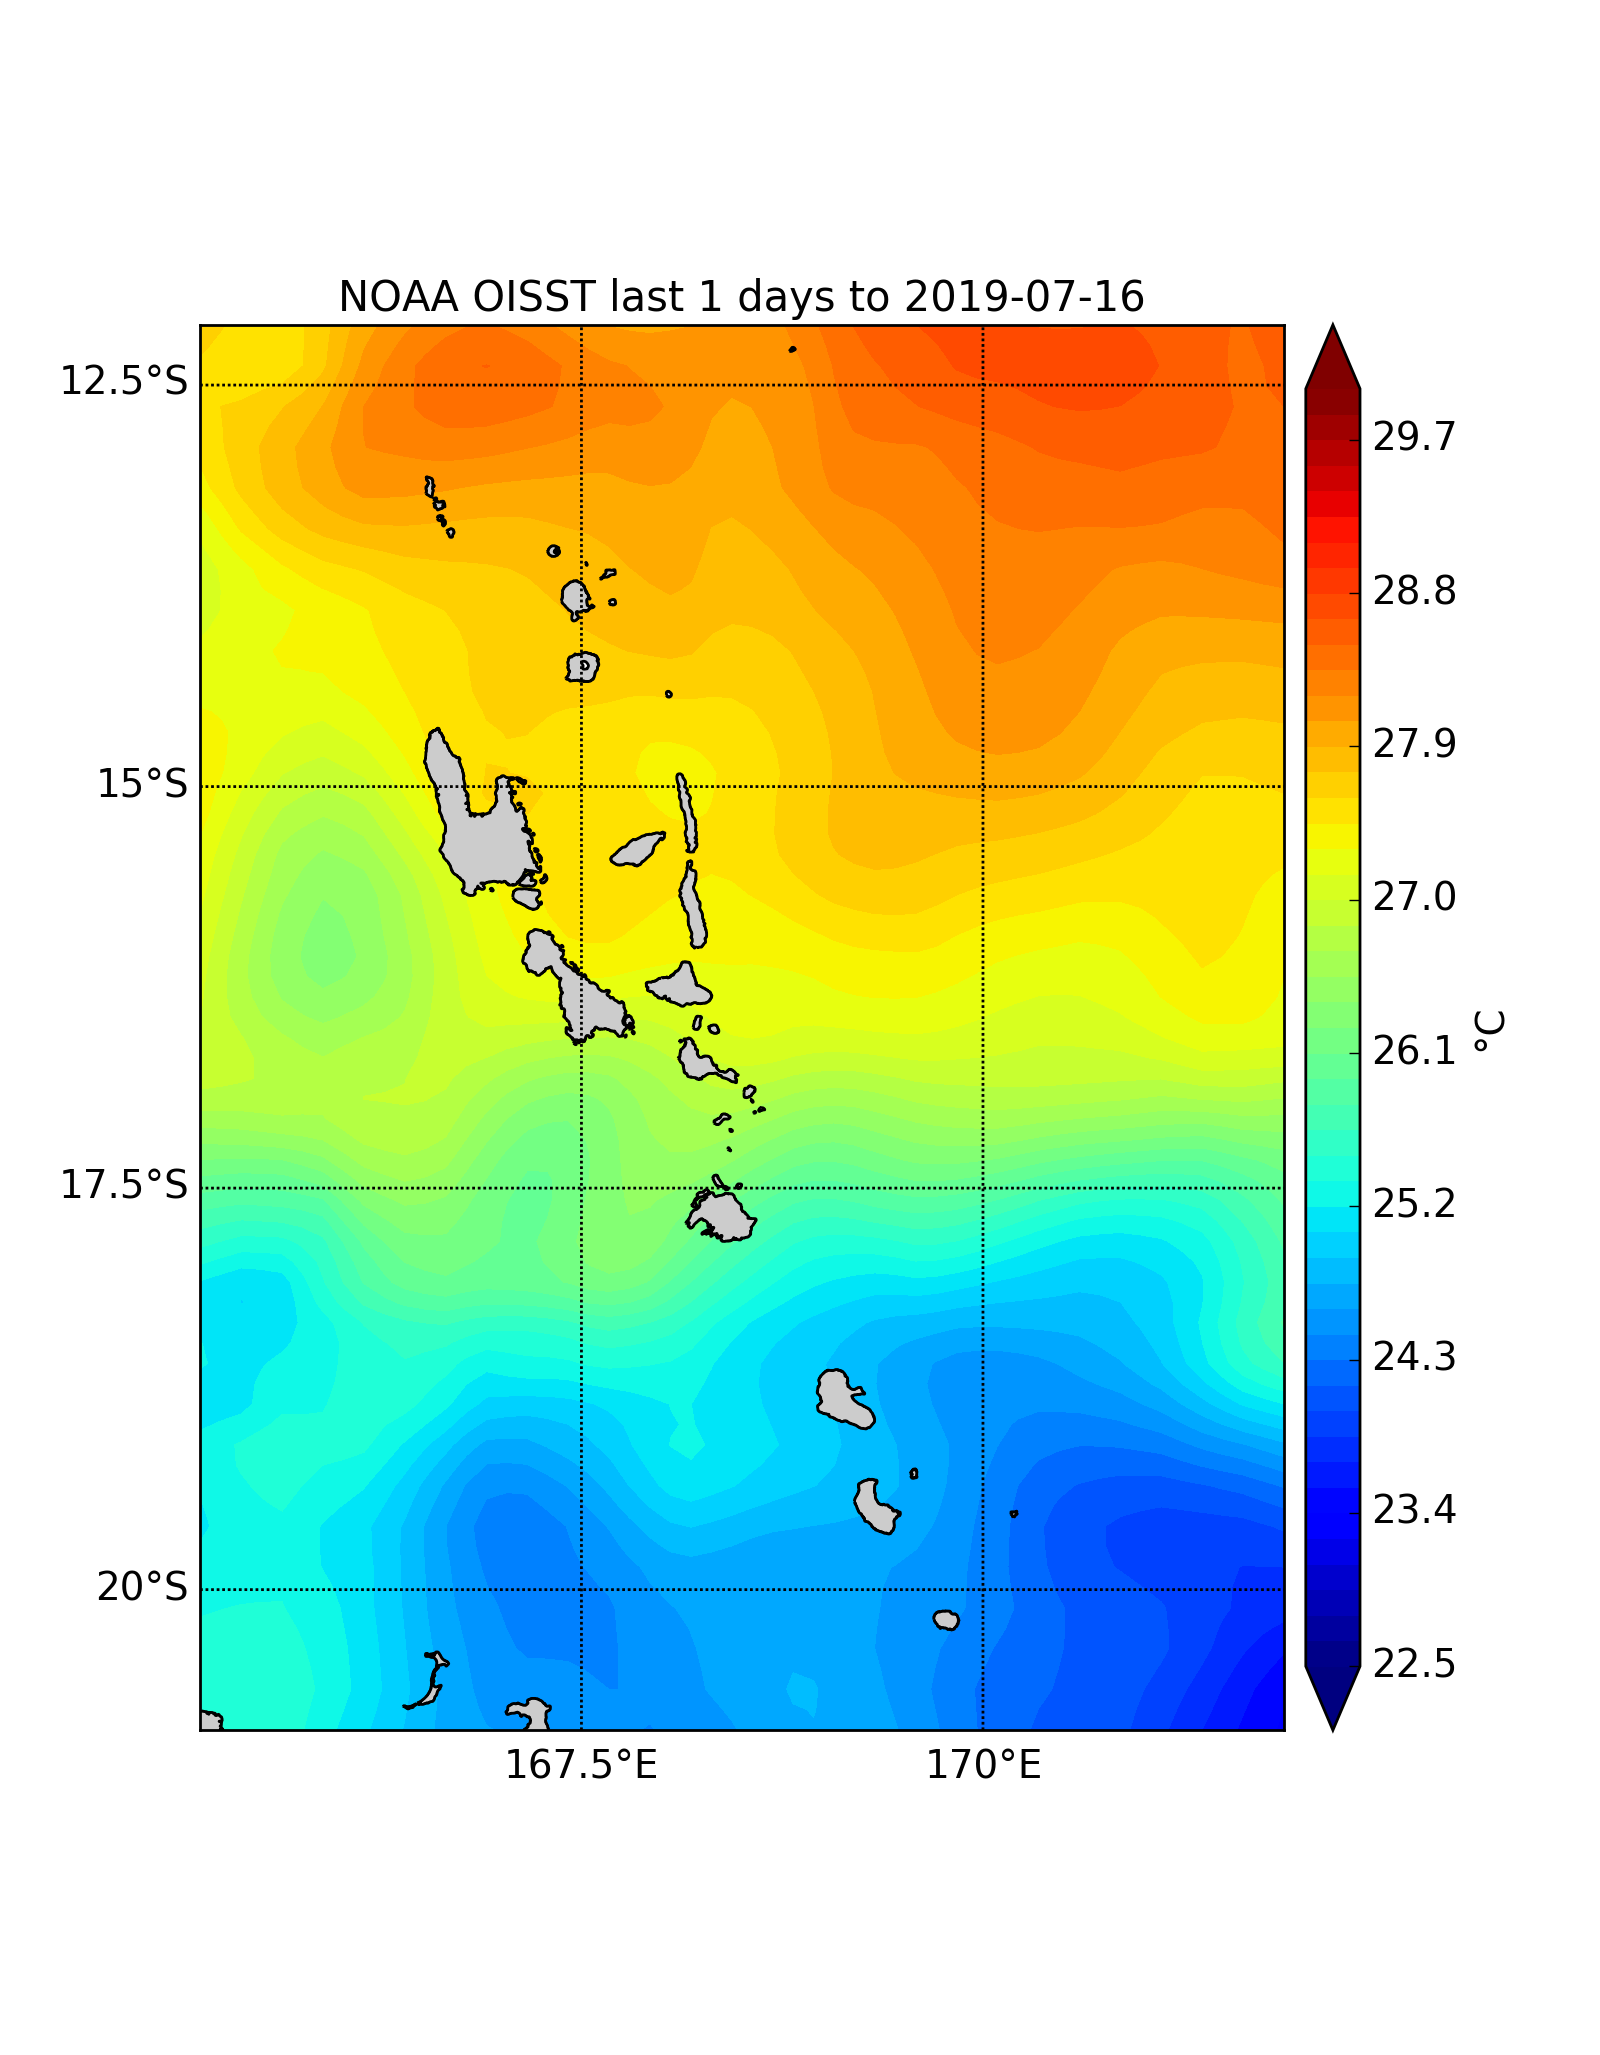 NOAA OISST last 1 days to 2019-07-16
12.5°S
15°S
17.5°S
20°S
167.5°E
170°E
29.7
28.8
27.9
27.0
26.1
25.2
24.3
23.4
22.5
°C